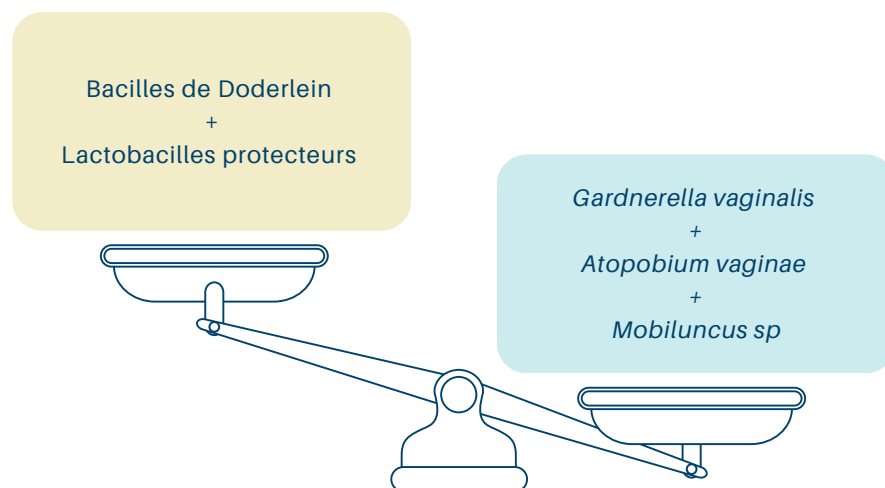 Bacilles de Doderlein
+
Lactobacilles protecteurs
Gardnerella vaginalis
+
Atopobium vaginae
+
Mobiluncus sp